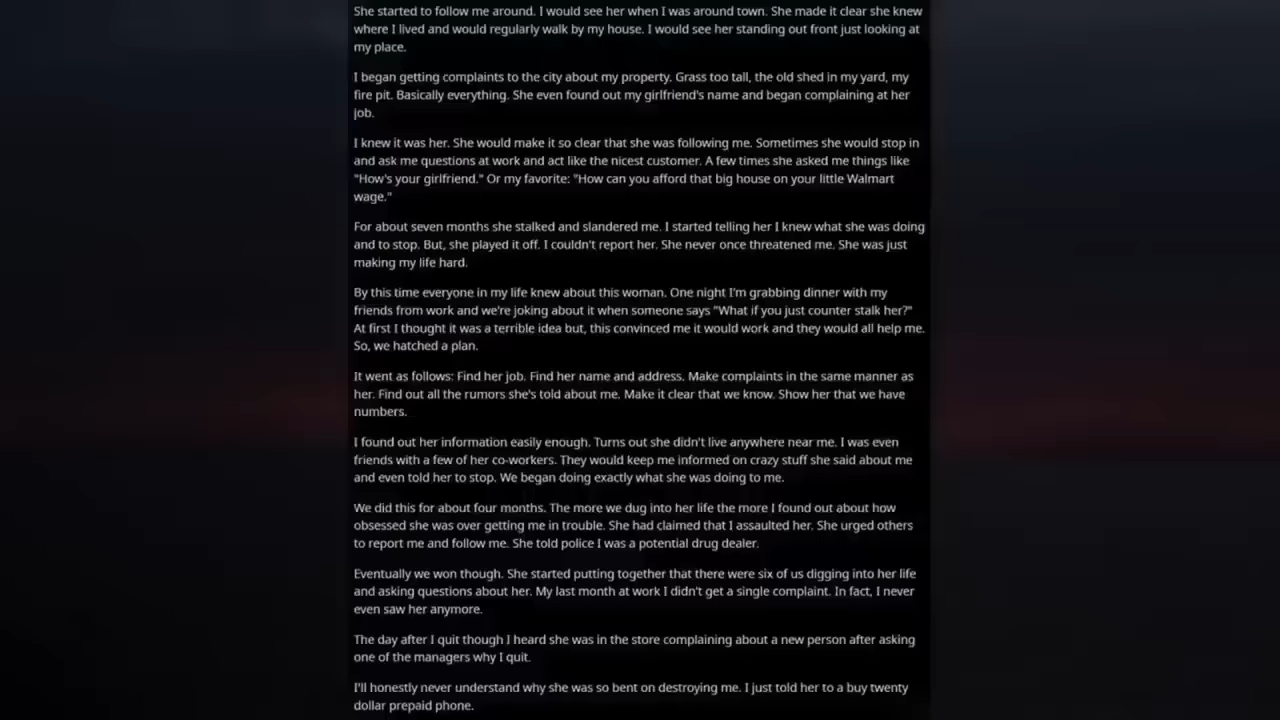 She started to follow me around. I would see her when I was around town. She made it clear she knew
where I lived and would regularly walk by my house. I would see her standing out front just looking at
my place.
I began getting complaints to the city about my property. Grass too tall, the old shed in my yard, my
fire pit. Basically everything. She even found out my girlfriend's name and began complaining at her
job.
I knew it was her. She would make it so clear that she was following me. Sometimes she would stop in
and ask me questions at work and act like the nicest customer. A few times she asked me things like
"How's your girlfriend." Or my favorite: "How can you afford that big house on your little Walmart
wage."
For about seven months she stalked and slandered me. I started telling her I knew what she was doing
and to stop. But, she played it off. I couldn't report her. She never once threatened me. She was just
making my life hard.
By this time everyone in my life knew about this woman. One night I'm grabbing dinner with my
friends from work and we're joking about it when someone says "What if you just counter stalk her?"
At first I thought it was a terrible idea but, this convinced me it would work and they would all help me.
So, we hatched a plan.
It went as follows: Find her job. Find her name and address. Make complaints in the same manner as
her. Find out all the rumors she's told about me. Make it clear that we know. Show her that we have
numbers.
I found out her information easily enough. Turns out she didn't live anywhere near me. I was even
friends with a few of her co-workers. They would keep me informed on crazy stuff she said about me
and even told her to stop. We began doing exactly what she was doing to me.
We did this for about four months. The more we dug into her life the more I found out about how
obsessed she was over getting me in trouble. She had claimed that I assaulted her. She urged others
to report me and follow me. She told police I was a potential drug dealer.
Eventually we won though. She started putting together that there were six of us digging into her life
and asking questions about her. My last month at work I didn't get a single complaint. In fact, I never
even saw her anymore.
The day after I quit though I heard she was in the store complaining about a new person after asking
one of the managers why I quit.
I'll honestly never understand why she was so bent on destroying me. I just told her to a buy twenty
dollar prepaid phone.